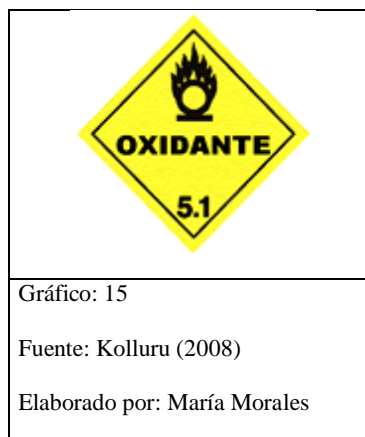 OXIDANTE
5.1
Gráfico: 15
Fuente: Kolluru (2008)
Elaborado por: María Morales